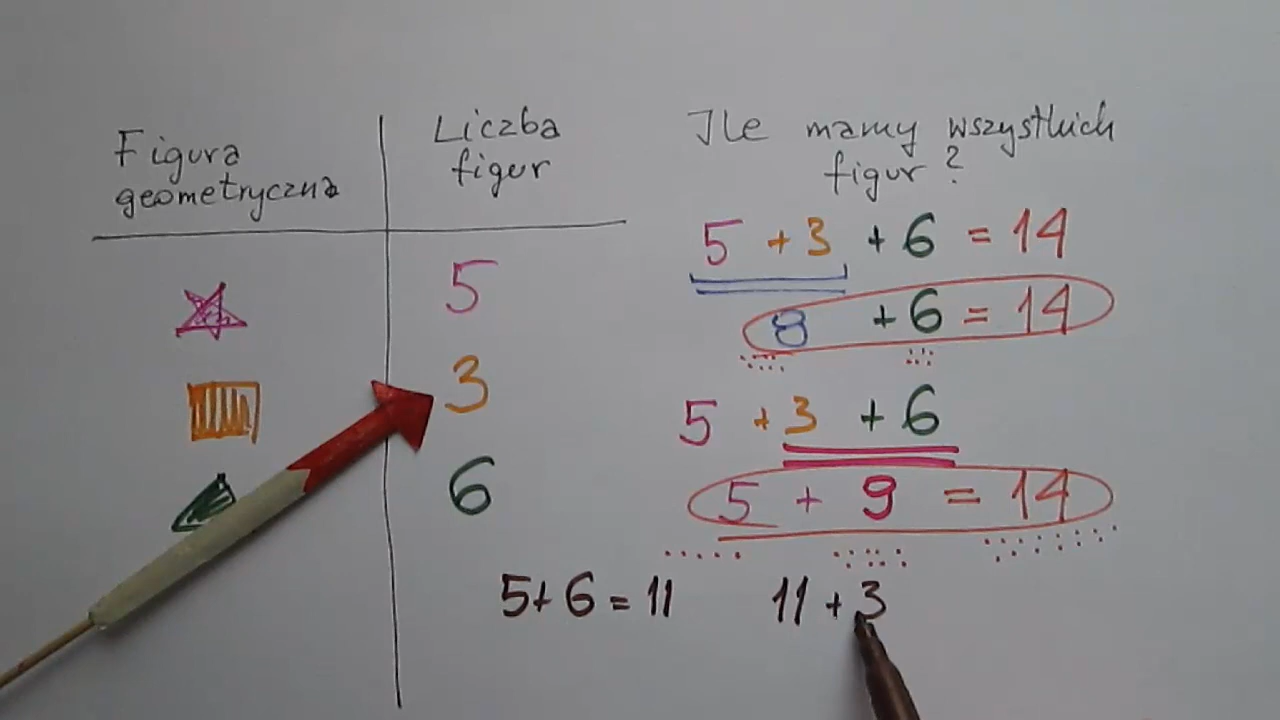 Figura
geometryczna
Liczba
figur
5
3
6
Ile mamy wszystkich
figur?
5 + 3 + 6 = 14
8 + 6 = 14
5 + 3 + 6
5 + 9 = 14
5 + 6 = 11
11 + 3